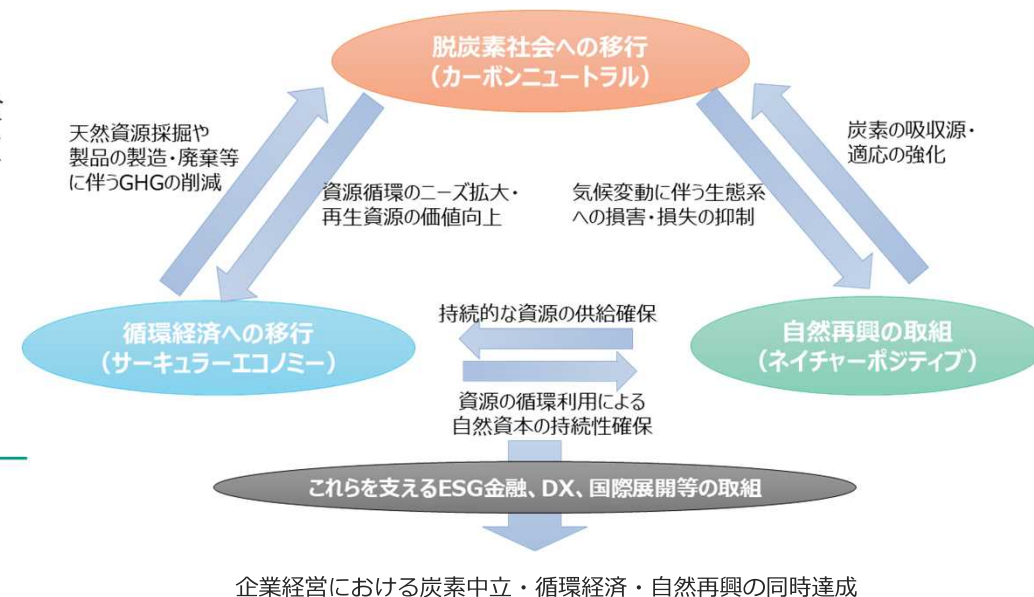 脱炭素社会への移行
（カーボンニュートラル）
天然資源採掘や
製品の製造・廃棄等
に伴うGHGの削減
資源循環のニーズ拡大・
再生資源の価値向上
気候変動に伴う生態系
への損害・損失の抑制
炭素の吸収源・
適応の強化
循環経済への移行
（サーキュラーエコノミー）
持続的な資源の供給確保
資源の循環利用による
自然資本の持続性確保
自然再興の取組
（ネイチャーポジティブ）
これらを支えるESG金融、DX、国際展開等の取組
企業経営における炭素中立・循環経済・自然再興の同時達成